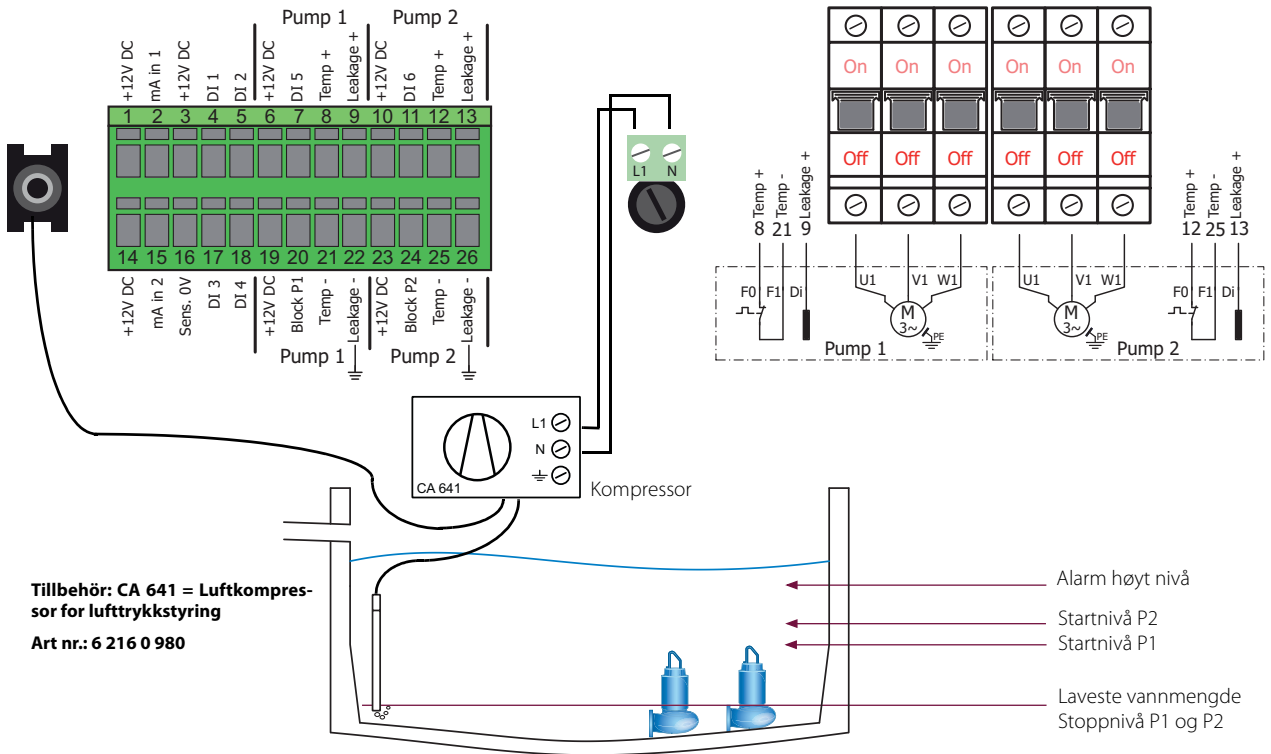 Pump 1 Pump 2
+12V DC
mA in 1
+12V DC
DI 1
DI 2
+12V DC
DI 5
Temp +
Leakage +
+12V DC
DI 6
Temp +
Leakage +
1 2 3 4 5 6 7 8 9 10 11 12 13
14 15 16 17 18 19 20 21 22 23 24 25 26
+12V DC
mA in 2
Sens. 0V
DI 3
DI 4
+12V DC
Block P1
Temp -
Leakage -
+12V DC
Block P2
Temp -
Leakage -
Pump 1 Pump 2
L1 N
On On On On On On
Off Off Off Off Off Off
8 Temp +
21 Temp -
9 Leakage +
12 Temp +
25 Temp -
13 Leakage +
F0 F1 Di U1 V1 W1
M
3~
PE
Pump 1
U1 V1 W1 F0 F1 Di
M
3~
PE
Pump 2
L1
N
CA 641
Kompressor
Tillbehör: CA 641 = Luftkompres-
sor for lufttrykkstyring
Art nr.: 6 216 0 980
Alarm høyt nivå
Startnivå P2
Startnivå P1
Laveste vannmengde
Stoppnivå P1 og P2